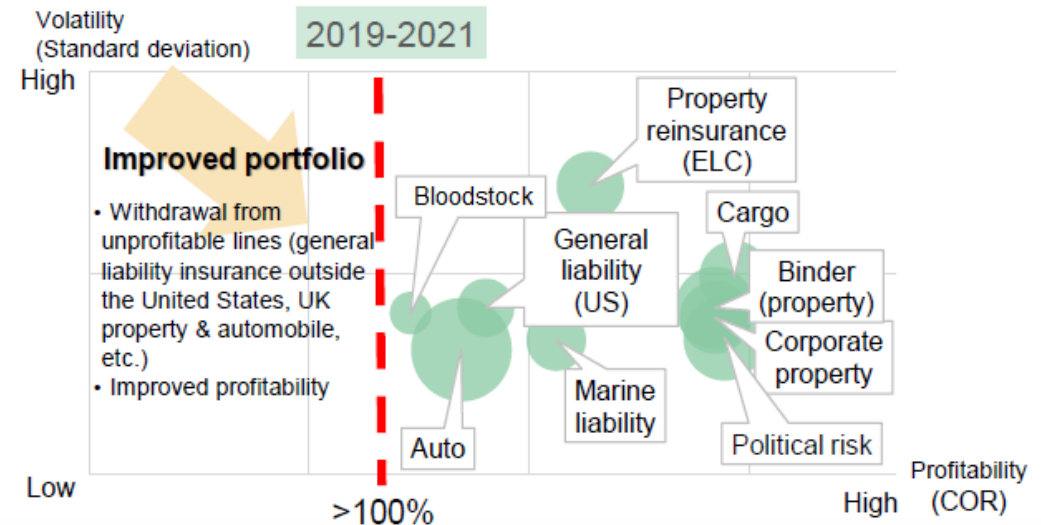 Volatility
(Standard deviation)
2019-2021
High
Improved portfolio
• Withdrawal from
unprofitable lines (general
liability insurance outside
the United States, UK
property & automobile,
etc.)
• Improved profitability
Bloodstock
Property
reinsurance
(ELC)
General
liability
(US)
Cargo
Binder
(property)
Corporate
property
Marine
liability
Auto
Political risk
Low
>100%
High
Profitability
(COR)